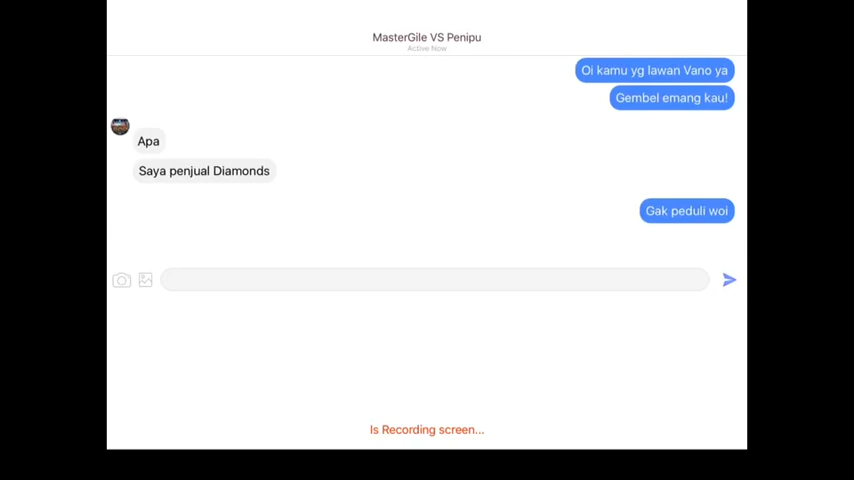 MasterGile VS Penipu
Active Now
Oi kamu yg lawan Vano ya
Gembel emang kau!
Apa
Saya penjual Diamonds
Gak peduli woi
Is Recording screen...